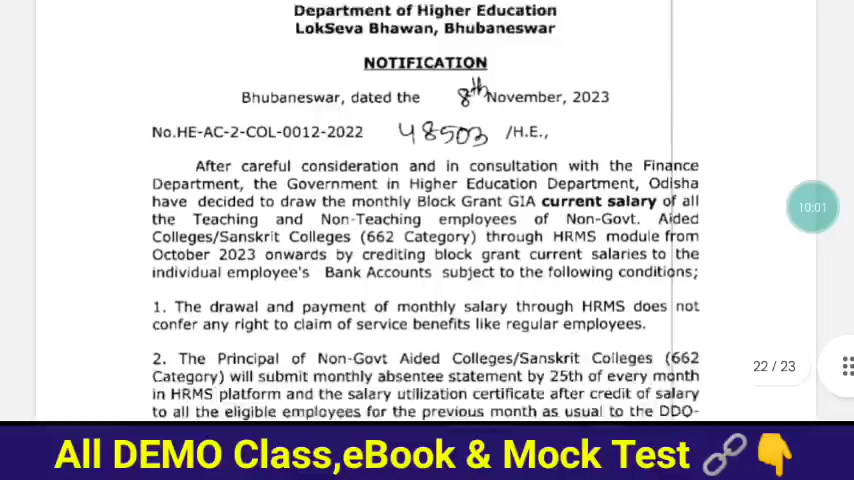 Department of Higher Education
LokSeva Bhawan, Bhubaneswar
NOTIFICATION
Bhubaneswar, dated the 8th November, 2023
No.HE-AC-2-COL-0012-2022 48503 /H.E.,
After careful consideration and in consultation with the Finance
Department, the Government in Higher Education Department, Odisha
have decided to draw the monthly Block Grant GIA current salary of all
the Teaching and Non-Teaching employees of Non-Govt. Aided
Colleges/Sanskrit Colleges (662 Category) through HRMS module from
October 2023 onwards by crediting block grant current salaries to the
individual employee's Bank Accounts subject to the following conditions;
1. The drawal and payment of monthly salary through HRMS does not
confer any right to claim of service benefits like regular employees.
2. The Principal of Non-Govt Aided Colleges/Sanskrit Colleges (662
Category) will submit monthly absentee statement by 25th of every month
in HRMS platform and the salary utilization certificate after credit of salary
to all the eligible employees for the previous month as usual to the DDO-
10:01
22 / 23
All DEMO Class,eBook & Mock Test 🔗👇